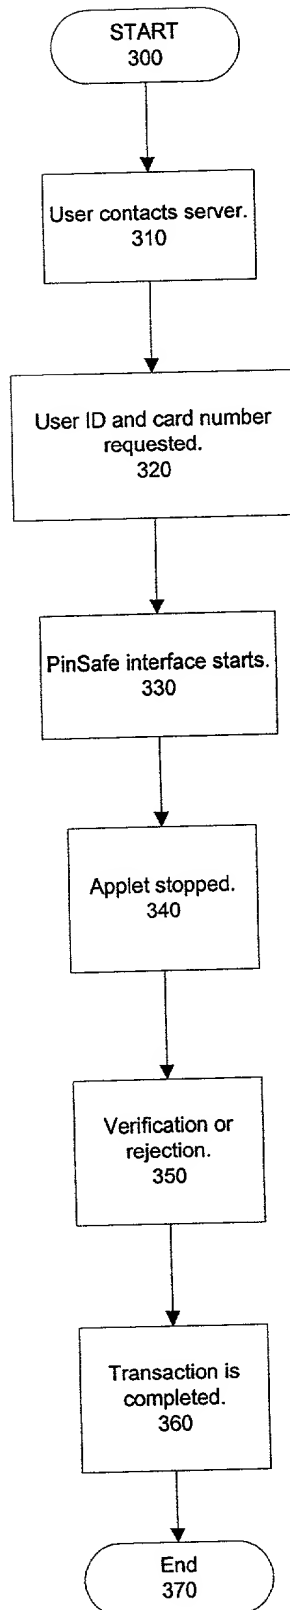 START
300
User contacts server.
310
User ID and card number
requested.
320
PinSafe interface starts.
330
Applet stopped.
340
Verification or
rejection.
350
Transaction is
completed.
360
End
370